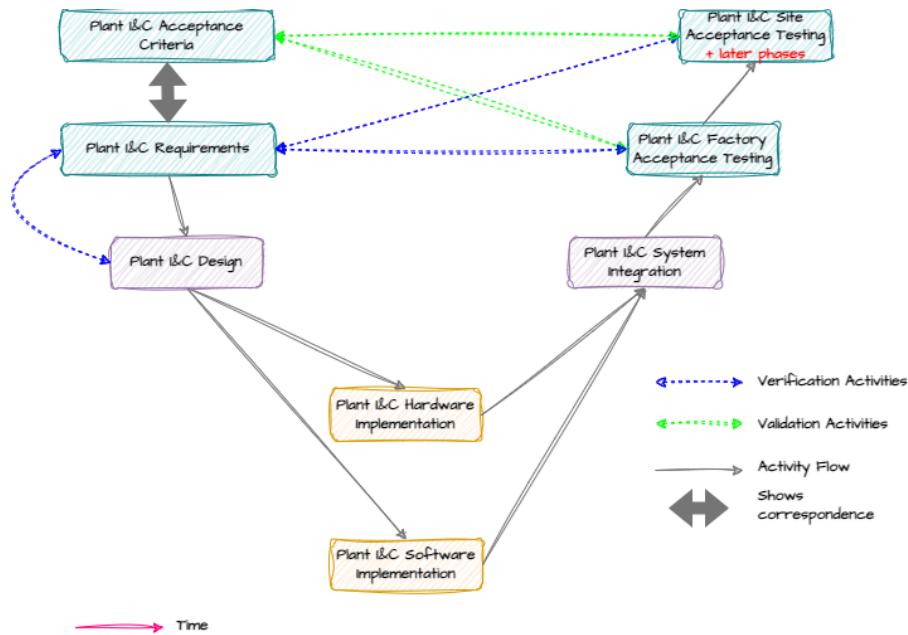 Plant I&C Acceptance
Criteria
Plant I&C Site
Acceptance Testing
+ later phases
Plant I&C Requirements
Plant I&C Factory
Acceptance Testing
Plant I&C Design
Plant I&C System
Integration
Plant I&C Hardware
Implementation
Plant I&C Software
Implementation
Verification Activities
Validation Activities
Activity Flow
Shows
correspondence
Time